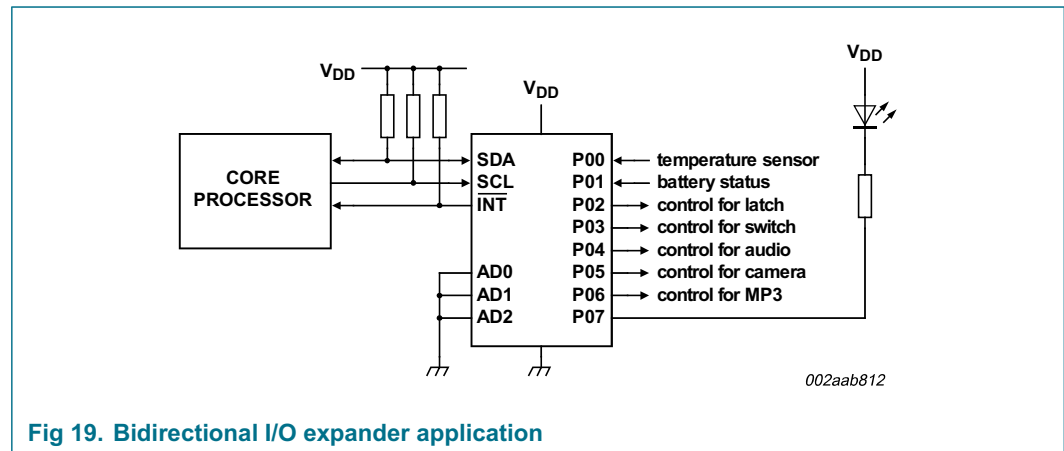 VDD
VDD
VDD
CORE
PROCESSOR
SDA
SCL
INT
AD0
AD1
AD2
P00
P01
P02
P03
P04
P05
P06
P07
temperature sensor
battery status
control for latch
control for switch
control for audio
control for camera
control for MP3
002aab812
Fig 19. Bidirectional I/O expander application